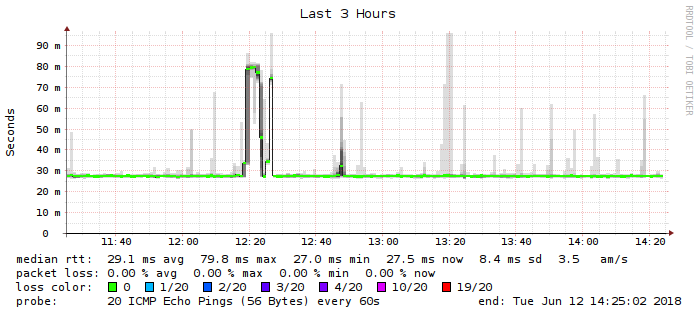 Last 3 Hours
RRDTOOL / TOBI OETIKER
Seconds
90 m
80 m
70 m
60 m
50 m
40 m
30 m
20 m
10 m
0
11:40 12:00 12:20 12:40 13:00 13:20 13:40 14:00 14:20
median rtt: 29.1 ms avg 79.8 ms max 27.0 ms min 27.5 ms now 8.4 ms sd 3.5 am/s
packet loss: 0.00 % avg 0.00 % max 0.00 % min 0.00 % now
loss color: 0 1/20 2/20 3/20 4/20 10/20 19/20
probe: 20 ICMP Echo Pings (56 Bytes) every 60s end: Tue Jun 12 14:25:02 2018